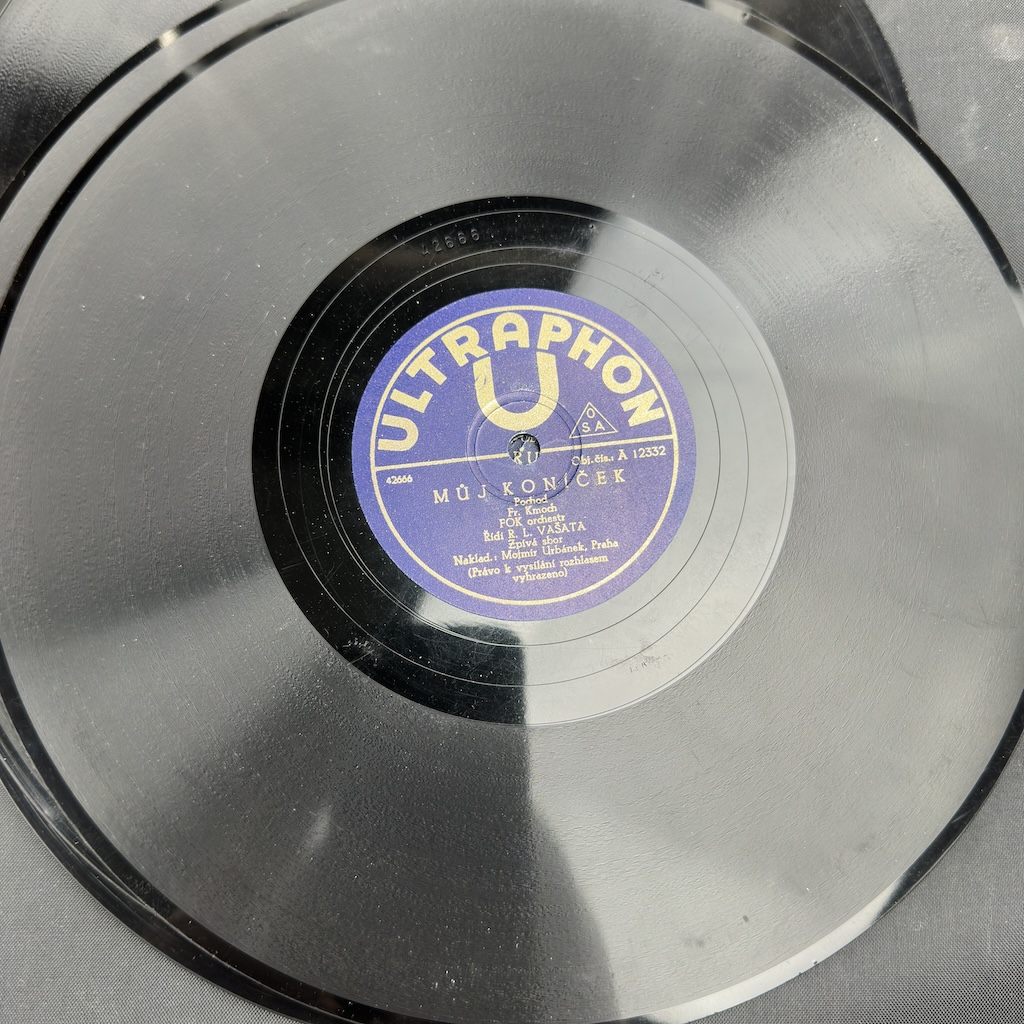 42666
ULTRAPHON
U
O
SA
Obj. čís.: A 12332
42666
MŮJ KONÍČEK
Pochod
Fr. Kmoch
FOK orchestr
Řídí R. L. VAŠATA
Zpívá sbor
Naklad.: Mojmír Urbánek, Praha
(Právo k vysílání rozhlasem
vyhrazeno)